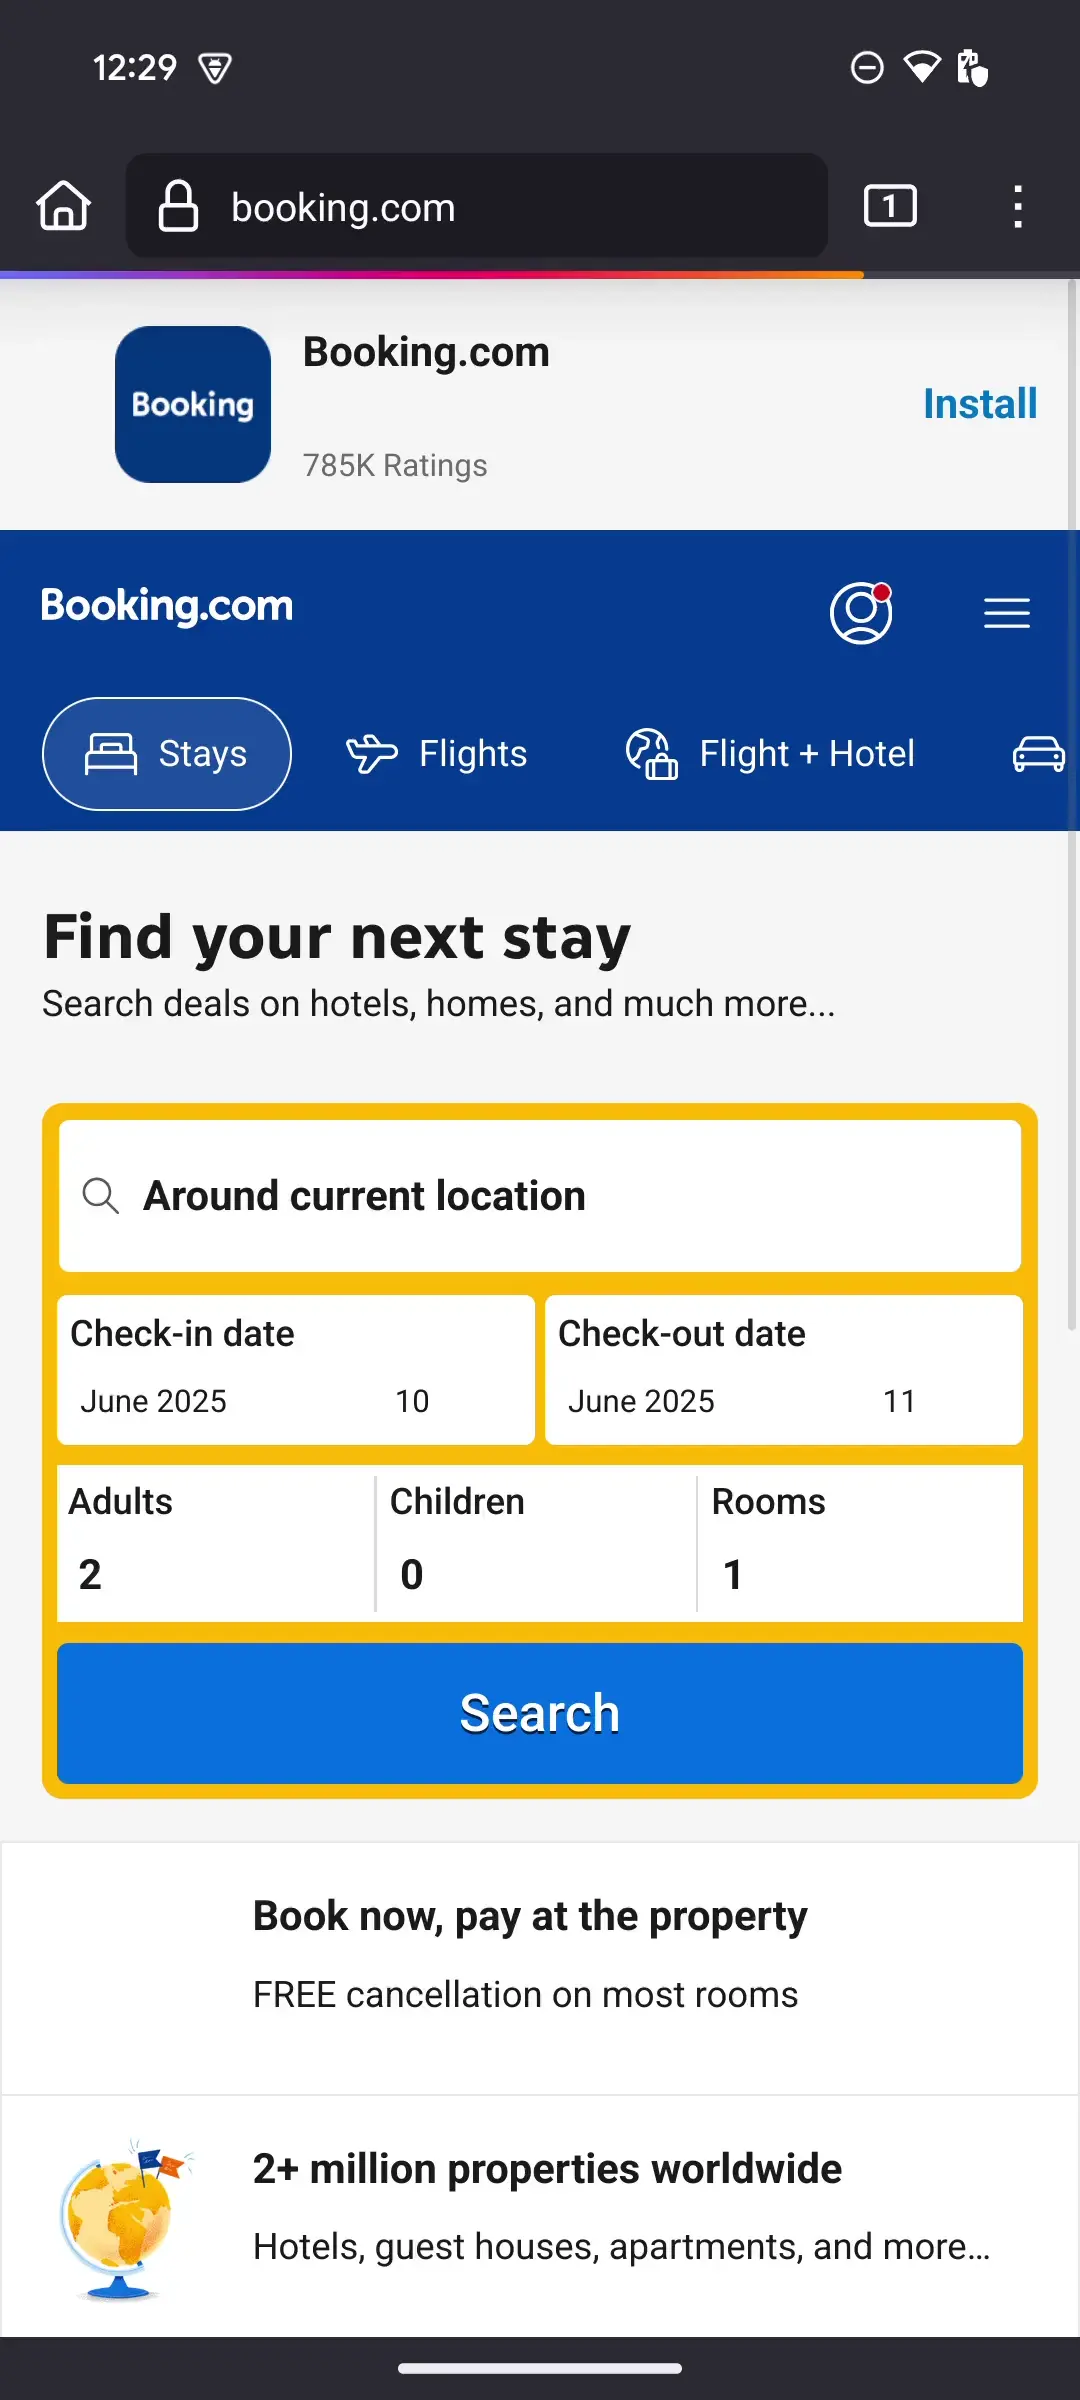 12:29
booking.com
1
Booking
Booking.com
785K Ratings
Install
Booking.com
Stays
Flights
Flight + Hotel
Find your next stay
Search deals on hotels, homes, and much more...
Around current location
Check-in date
June 2025 10
Check-out date
June 2025 11
Adults
2
Children
0
Rooms
1
Search
Book now, pay at the property
FREE cancellation on most rooms
2+ million properties worldwide
Hotels, guest houses, apartments, and more...